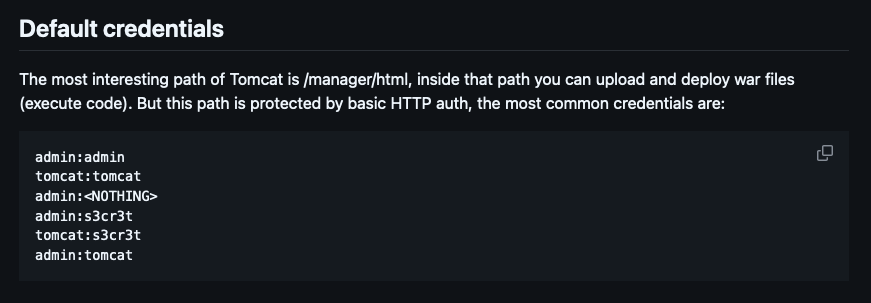 Default credentials
The most interesting path of Tomcat is /manager/html, inside that path you can upload and deploy war files
(execute code). But this path is protected by basic HTTP auth, the most common credentials are:
admin:admin
tomcat:tomcat
admin:<NOTHING>
admin:s3cr3t
tomcat:s3cr3t
admin:tomcat